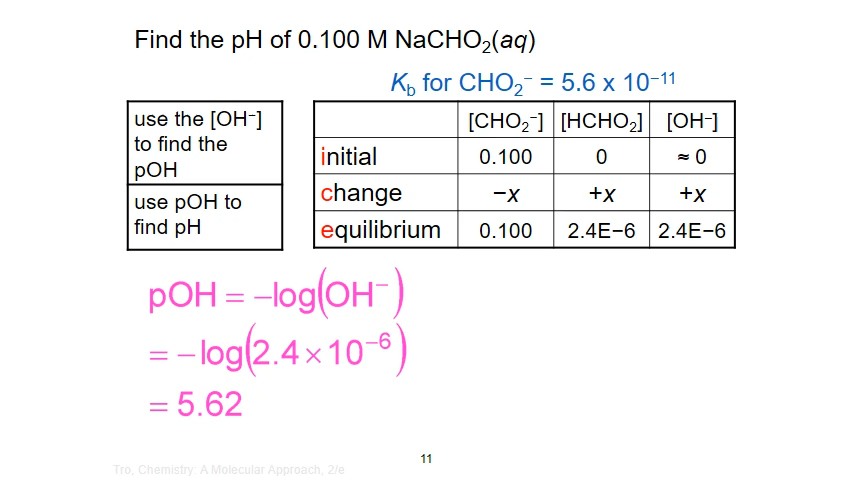 Find the pH of 0.100 M NaCHO₂(aq)
K_b for CHO₂⁻ = 5.6 x 10⁻¹¹
use the [OH⁻]
to find the
pOH
use pOH to
find pH
[CHO₂⁻] [HCHO₂] [OH⁻]
initial 0.100 0 ≈ 0
change −x +x +x
equilibrium 0.100 2.4E−6 2.4E−6
pOH = −log(OH⁻)
= −log(2.4 × 10⁻⁶)
= 5.62
11
Tro, Chemistry: A Molecular Approach, 2/e